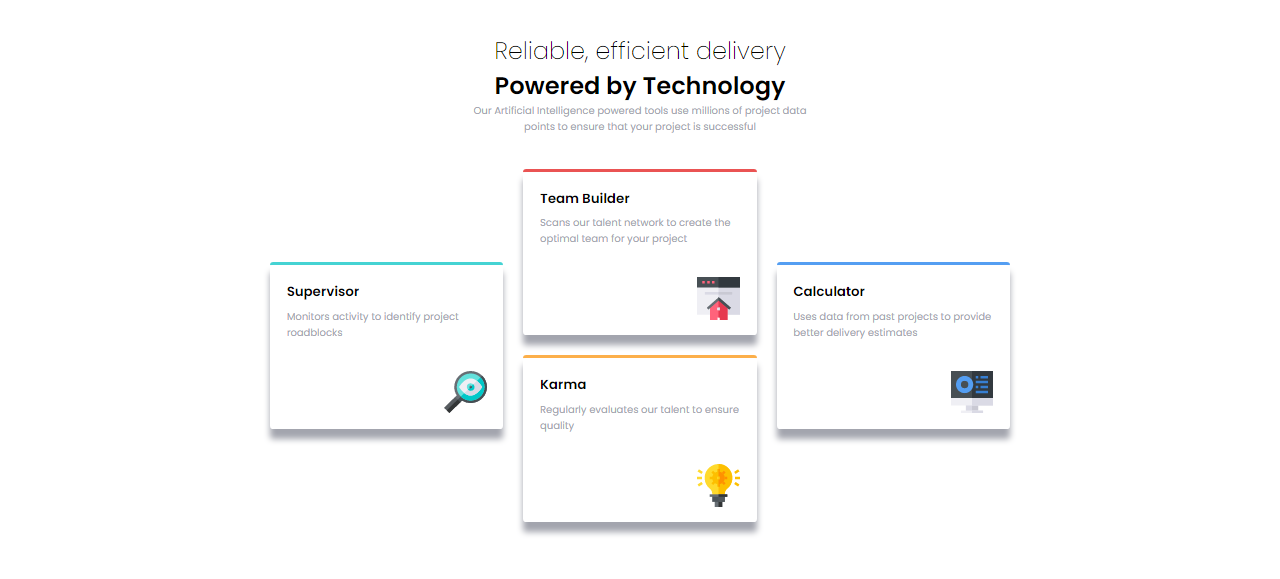 Reliable, efficient delivery
Powered by Technology
Our Artificial Intelligence powered tools use millions of project data
points to ensure that your project is successful
Supervisor
Monitors activity to identify project
roadblocks
Team Builder
Scans our talent network to create the
optimal team for your project
Karma
Regularly evaluates our talent to ensure
quality
Calculator
Uses data from past projects to provide
better delivery estimates